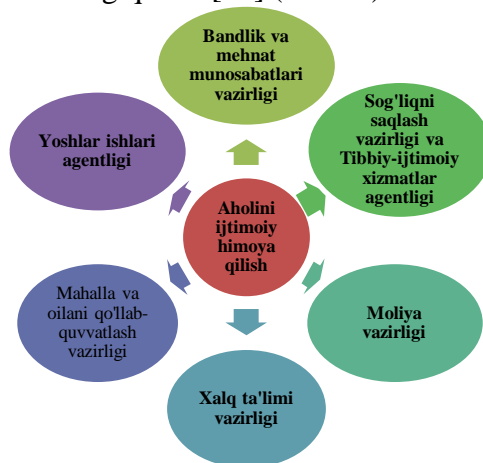 Bandlik va
mehnat
munosabatlari
vazirligi
Sog'liqni
saqlash
vazirligi va
Tibbiy-ijtimoiy
xizmatlar
agentligi
Yoshlar ishlari
agentligi
Aholini
ijtimoiy
himoya
qilish
Mahalla va
oilani qo'llab-
quvvatlash
vazirligi
Moliya
vazirligi
Xalq ta'limi
vazirligi